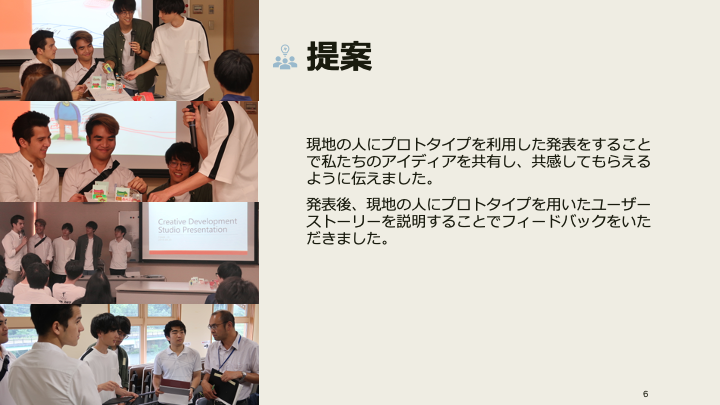 提案
現地の人にプロトタイプを利用した発表をすること
で私たちのアイディアを共有し、共感してもらえる
ように伝えました。
発表後、現地の人にプロトタイプを用いたユーザー
ストーリーを説明することでフィードバックをいた
だきました。
Creative Development
Studio Presentation
6